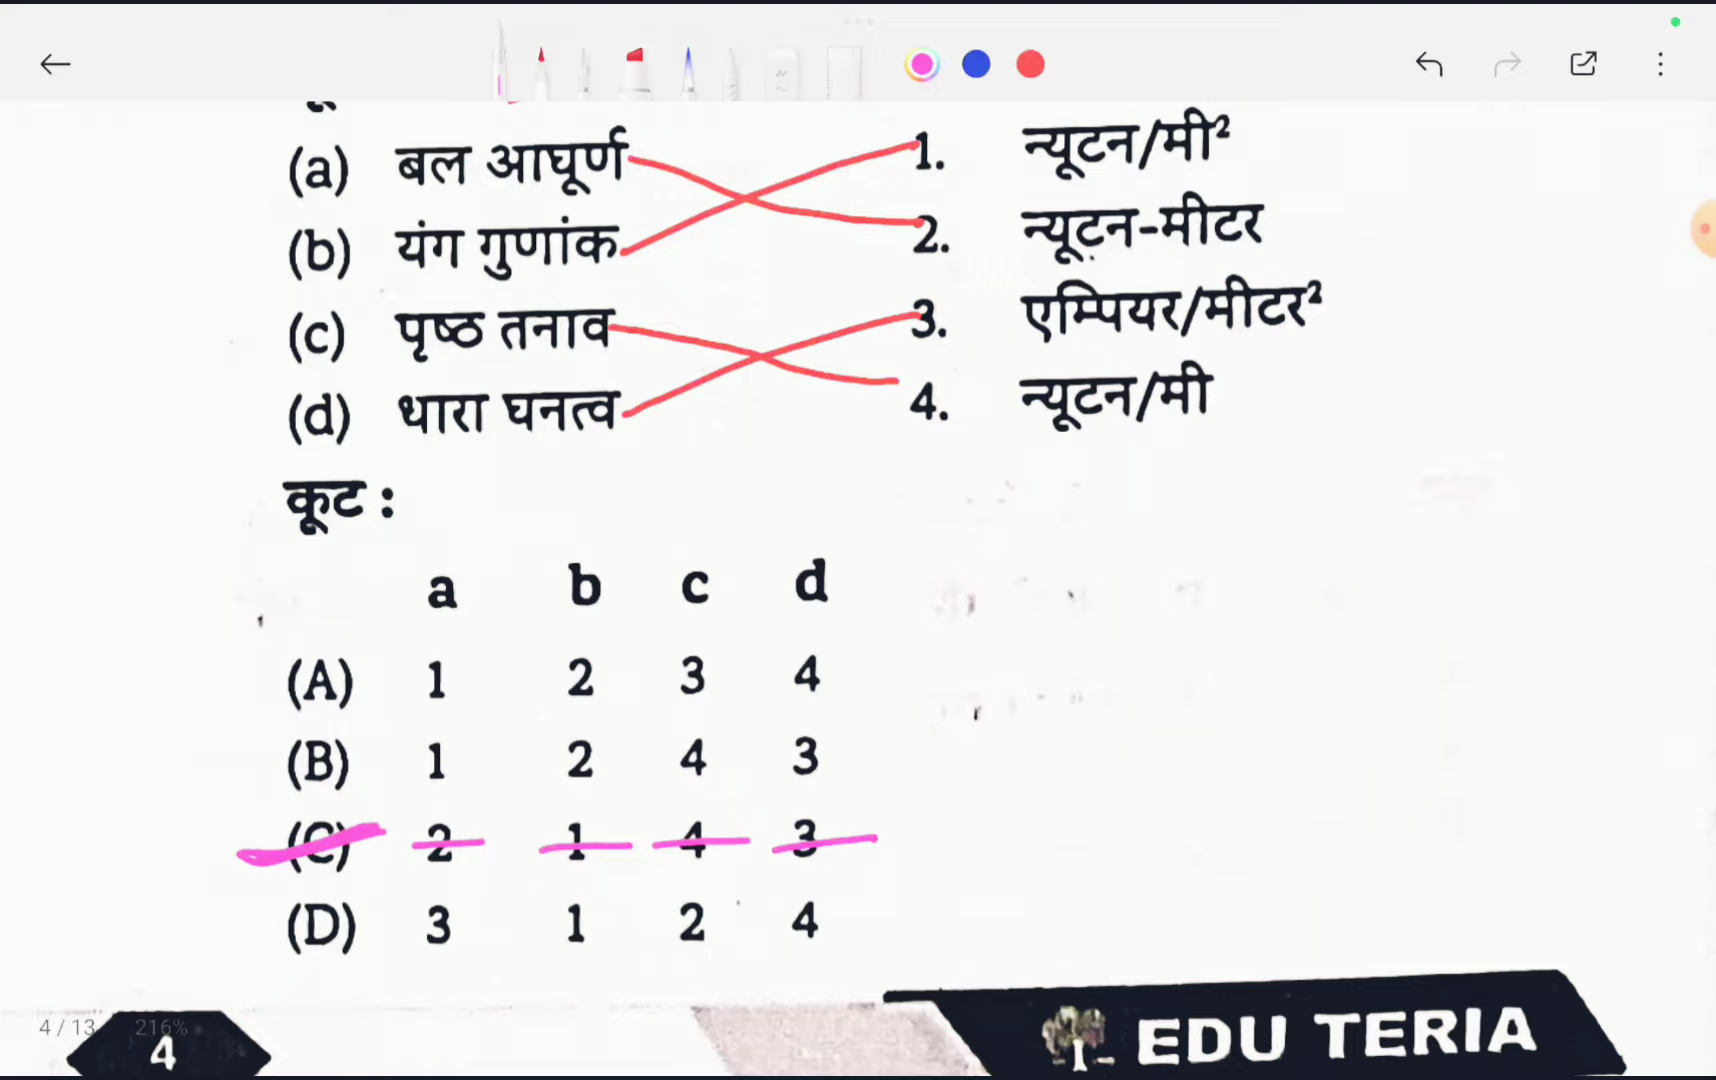 (a) बल आघूर्ण 1. न्यूटन/मी²
(b) यंग गुणांक 2. न्यूटन-मीटर
(c) पृष्ठ तनाव 3. एम्पियर/मीटर²
(d) धारा घनत्व 4. न्यूटन/मी
कूट :
a b c d
(A) 1 2 3 4
(B) 1 2 4 3
(C) 2 1 4 3
(D) 3 1 2 4
4 / 13 216%
4
EDU TERIA